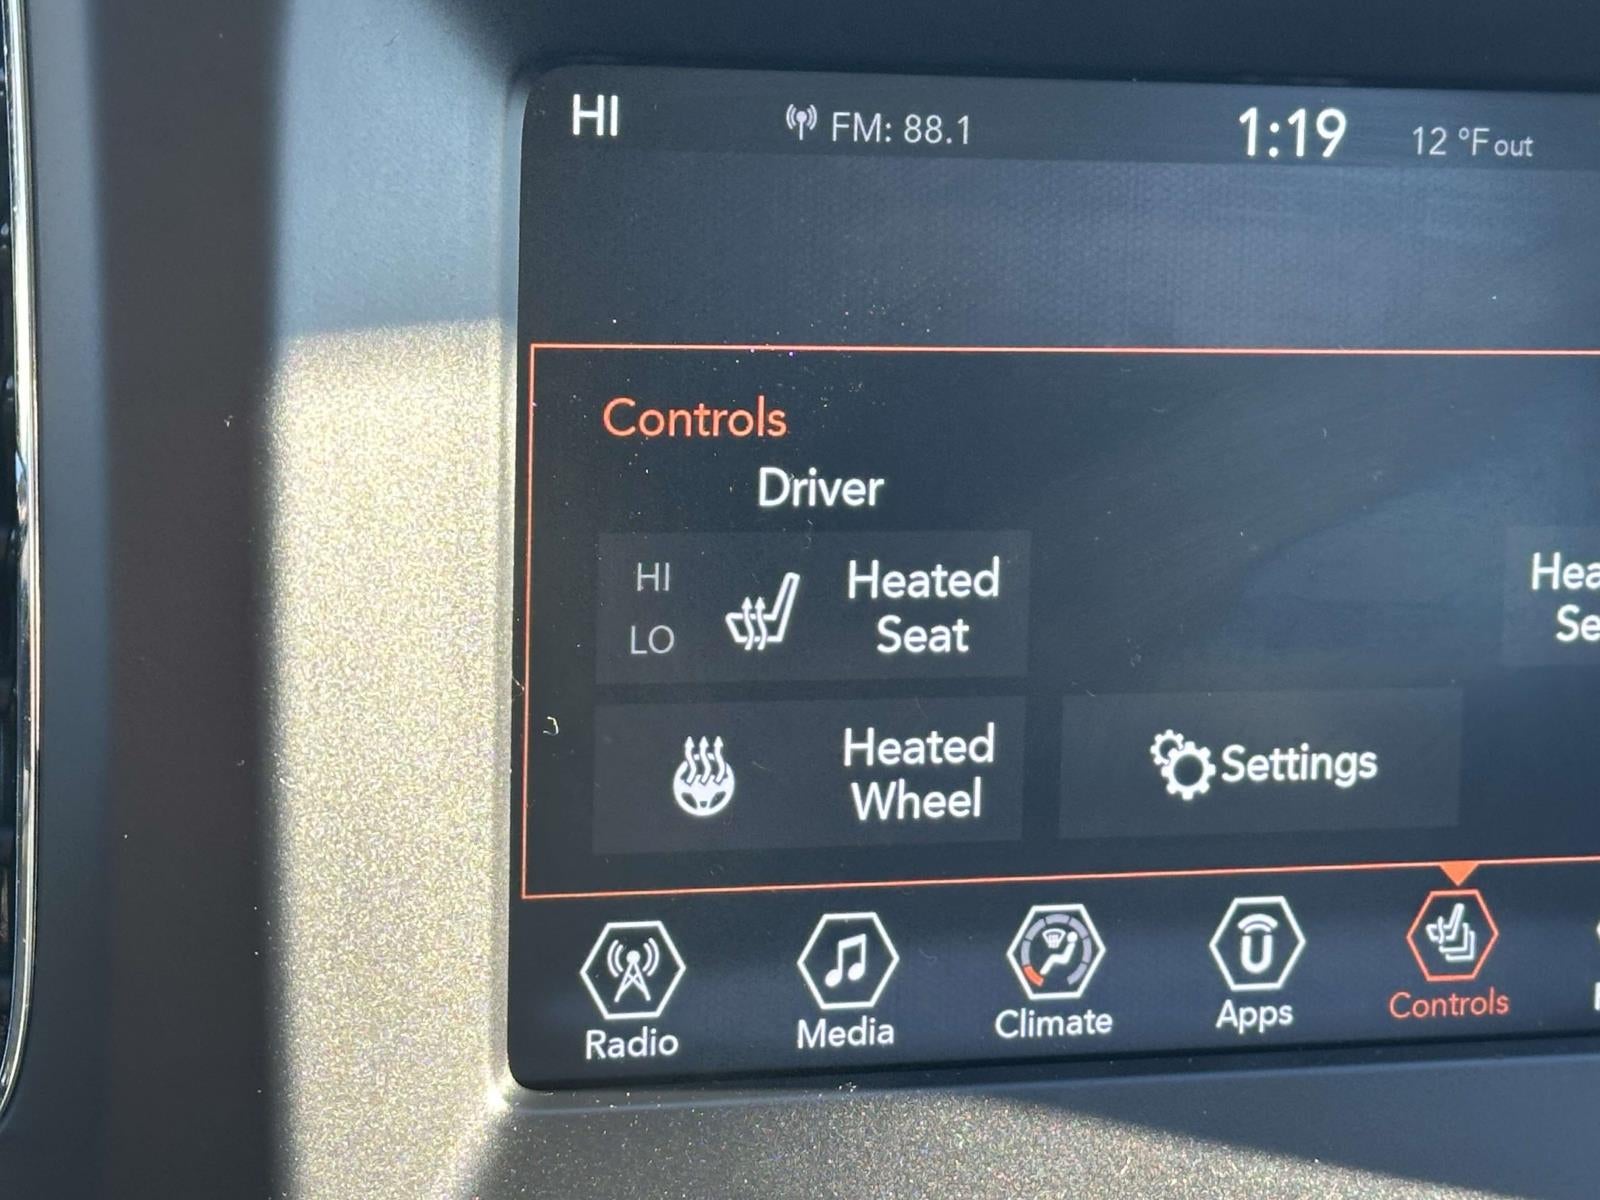 HI FM: 88.1 1:19 12 °F out
Controls
Driver
HI
LO
Heated
Seat
Heated
Wheel
Settings
Radio Media Climate Apps Controls